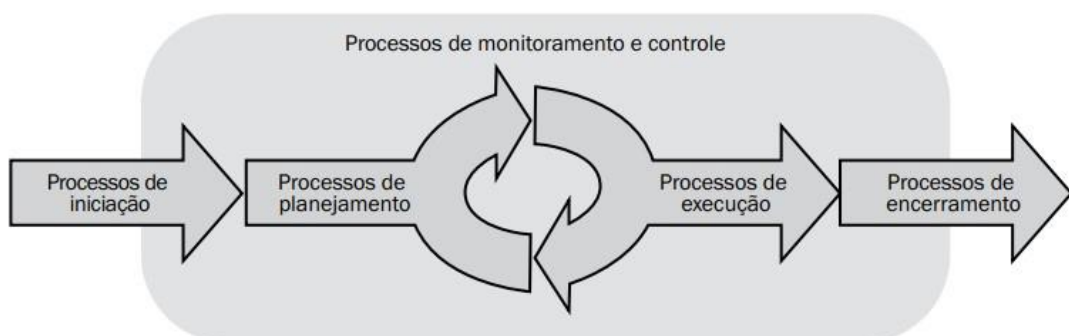 Processos de monitoramento e controle
Processos de
iniciação
Processos de
planejamento
Processos de
execução
Processos de
encerramento